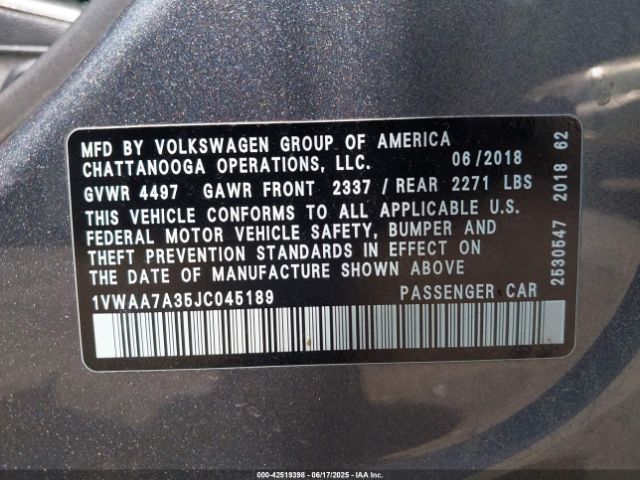 MFD BY VOLKSWAGEN GROUP OF AMERICA
CHATTANOOGA OPERATIONS, LLC. 06/2018
GVWR 4497 GAWR FRONT 2337 / REAR 2271 LBS
THIS VEHICLE CONFORMS TO ALL APPLICABLE U.S.
FEDERAL MOTOR VEHICLE SAFETY, BUMPER AND
THEFT PREVENTION STANDARDS IN EFFECT ON
THE DATE OF MANUFACTURE SHOWN ABOVE
1VWAA7A35JC045189 PASSENGER CAR
2530547 2018 62
000-42519398 - 06/17/2025 - IAAI.com